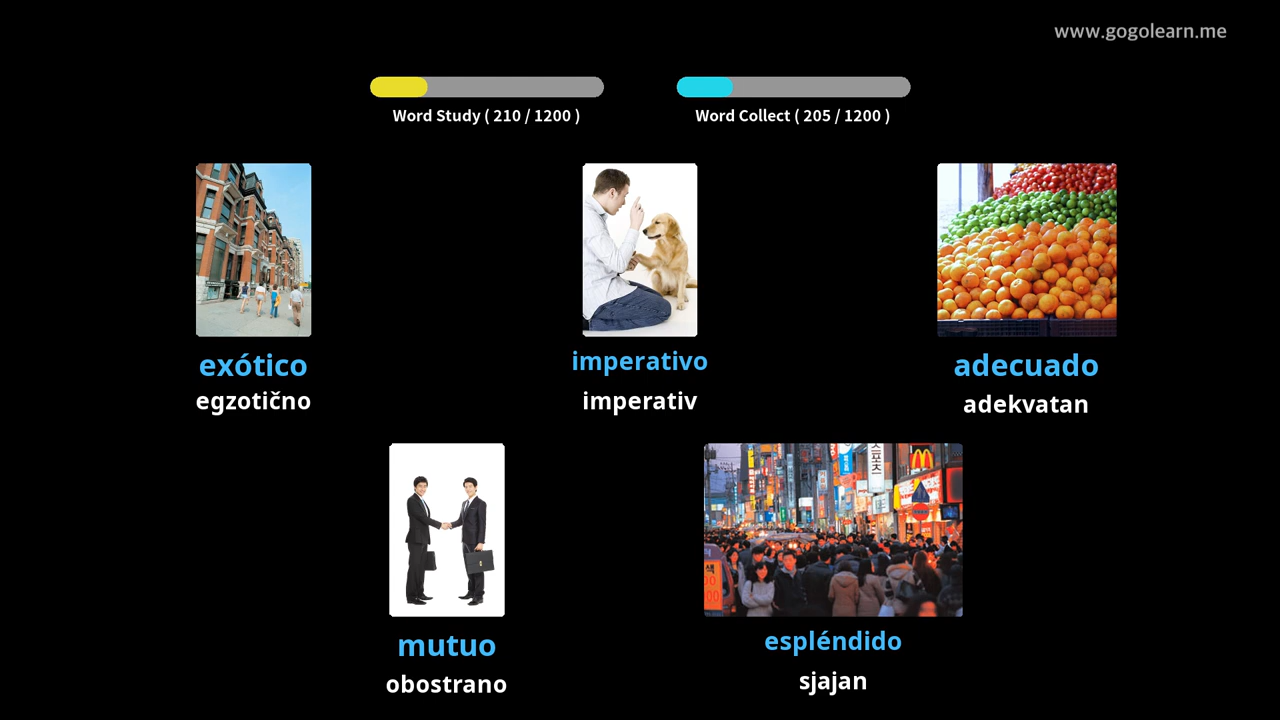 www.gogolearn.me
Word Study ( 210 / 1200 )
Word Collect ( 205 / 1200 )
exótico
egzotično
imperativo
imperativ
adecuado
adekvatan
mutuo
obostrano
espléndido
sjajan